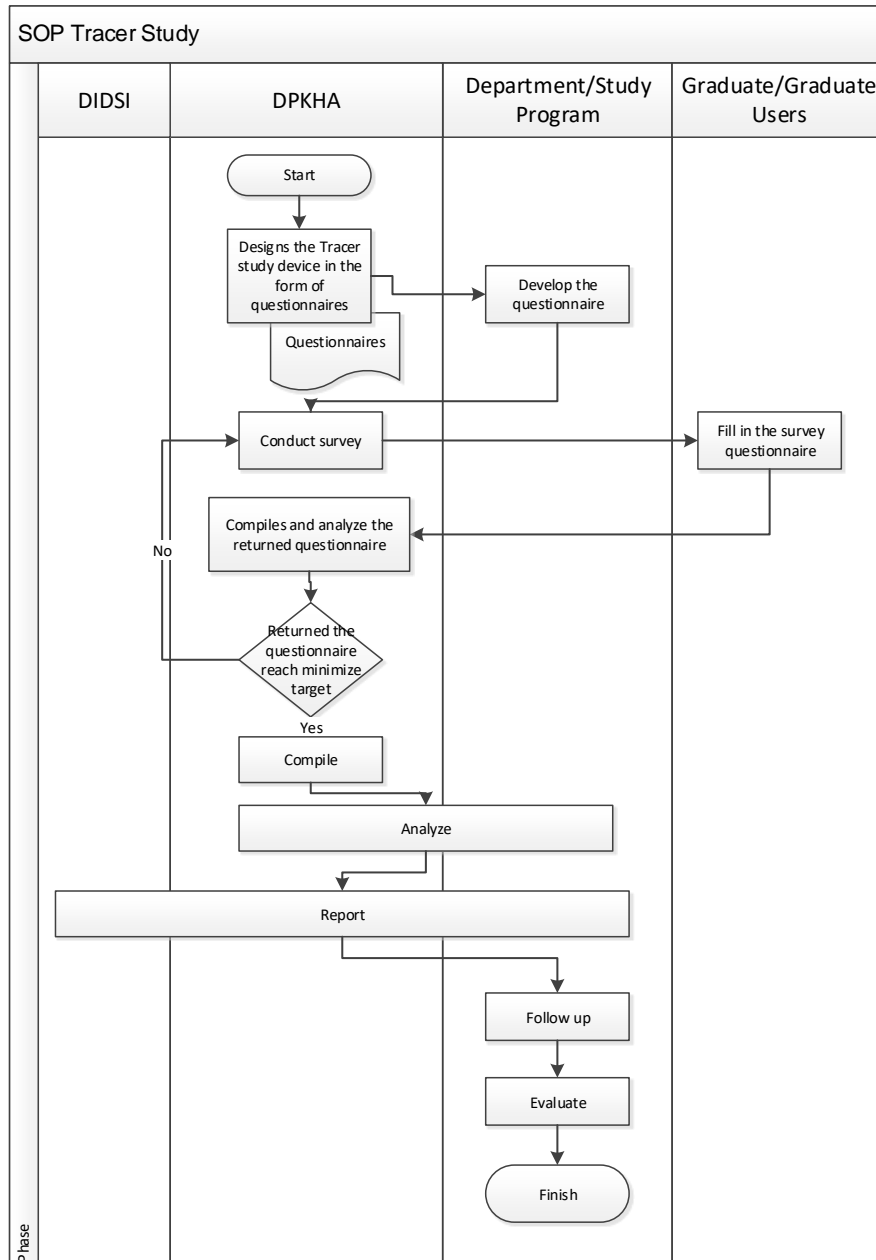 SOP Tracer Study
DIDSI
DPKHA
Department/Study
Program
Graduate/Graduate
Users
Start
Designs the Tracer
study device in the
form of
questionnaires
Develop the
questionnaire
Questionnaires
Conduct survey
Fill in the survey
questionnaire
Compiles and analyze the
returned questionnaire
No
Returned the
questionnaire
reach minimize
target
Yes
Compile
Analyze
Report
Follow up
Evaluate
Finish
Phase